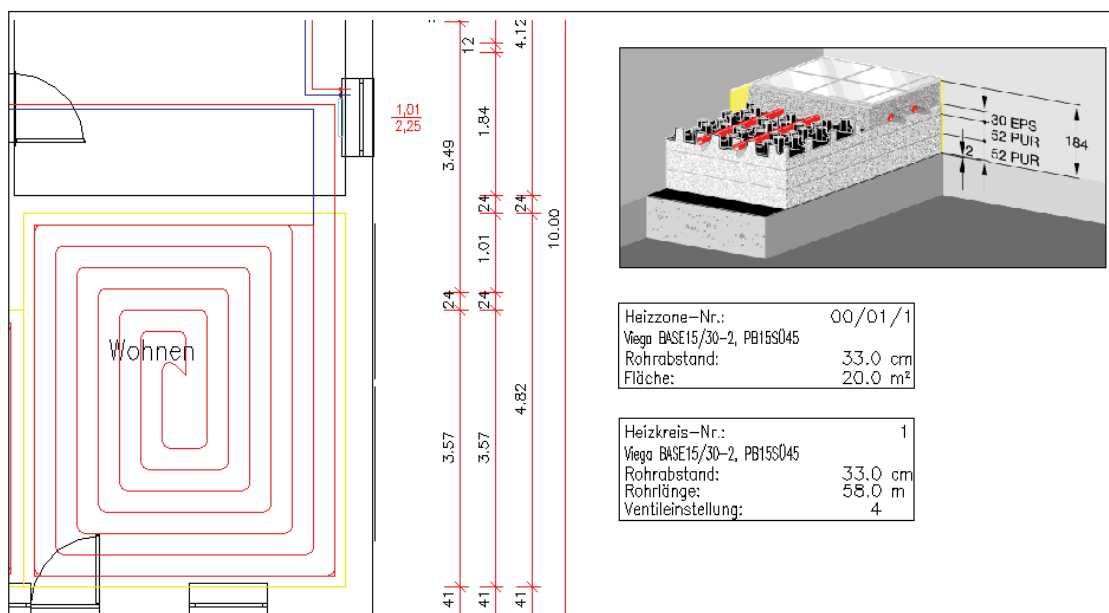 Wohnen
1,01
2,25
3.49
24
3.57
41
12
1.84
24
1.01
24
3.57
41
4.12
24
4.82
41
10.00
30 EPS
52 PUR
52 PUR
2
184
Heizzone-Nr.: 00/01/1
Viega BASE15/30-2, PB15SÜ45
Rohrabstand: 33.0 cm
Fläche: 20.0 m²
Heizkreis-Nr.: 1
Viega BASE15/30-2, PB15SÜ45
Rohrabstand: 33.0 cm
Rohrlänge: 58.0 m
Ventileinstellung: 4